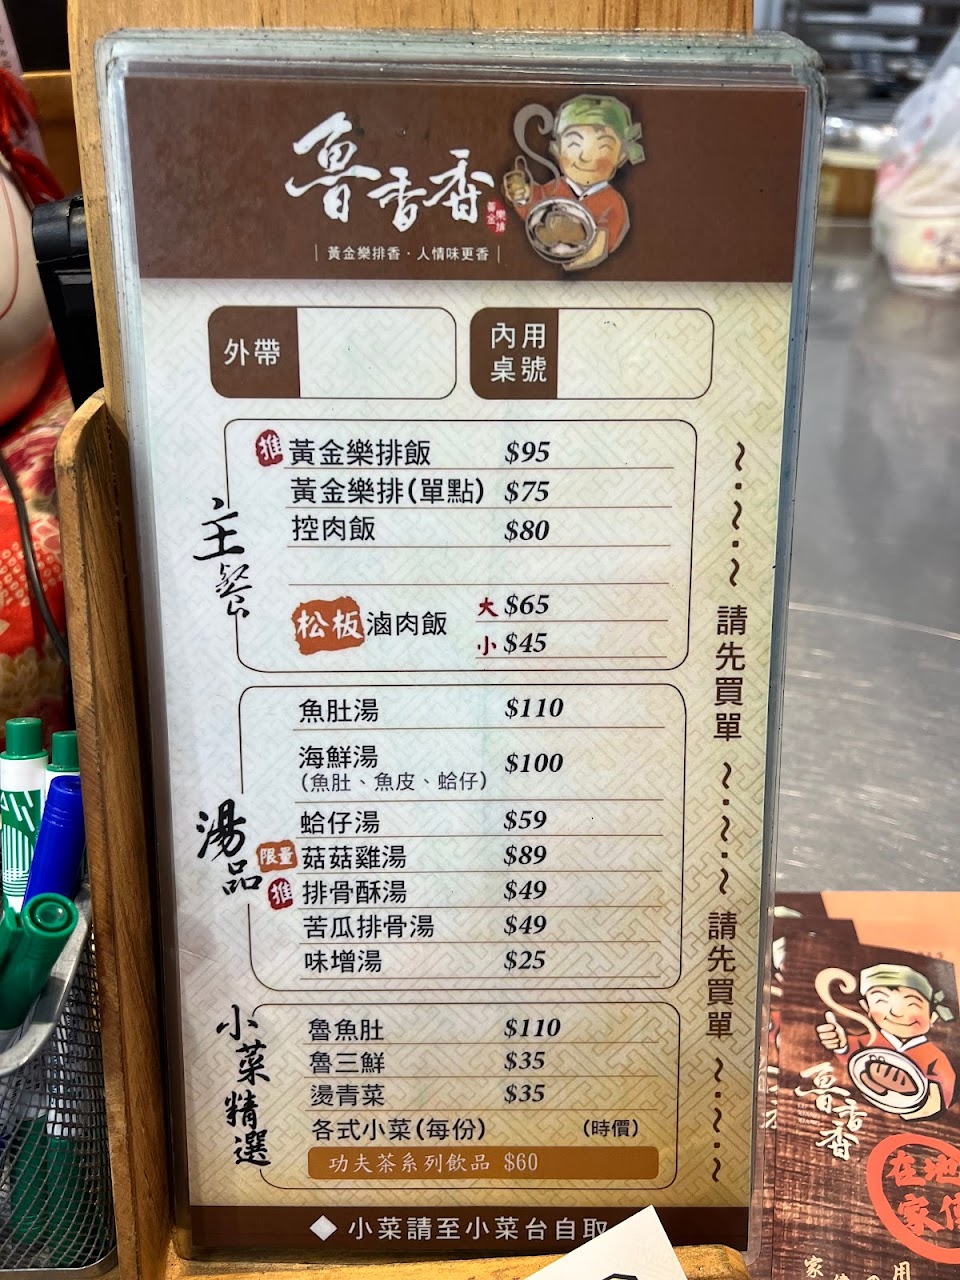 魯香香
黃金樂排
| 黃金樂排香·人情味更香 |
外帶
內用
桌號
主餐
推 黃金樂排飯 $95
黃金樂排(單點) $75
控肉飯 $80
松板滷肉飯 大 $65
小 $45
湯品
魚肚湯 $110
海鮮湯 $100
(魚肚、魚皮、蛤仔)
蛤仔湯 $59
限量 菇菇雞湯 $89
推 排骨酥湯 $49
苦瓜排骨湯 $49
味增湯 $25
小菜精選
魯魚肚 $110
魯三鮮 $35
燙青菜 $35
各式小菜(每份) (時價)
功夫茶系列飲品 $60
請先買單
請先買單
◆ 小菜請至小菜台自取
魯香香
在地